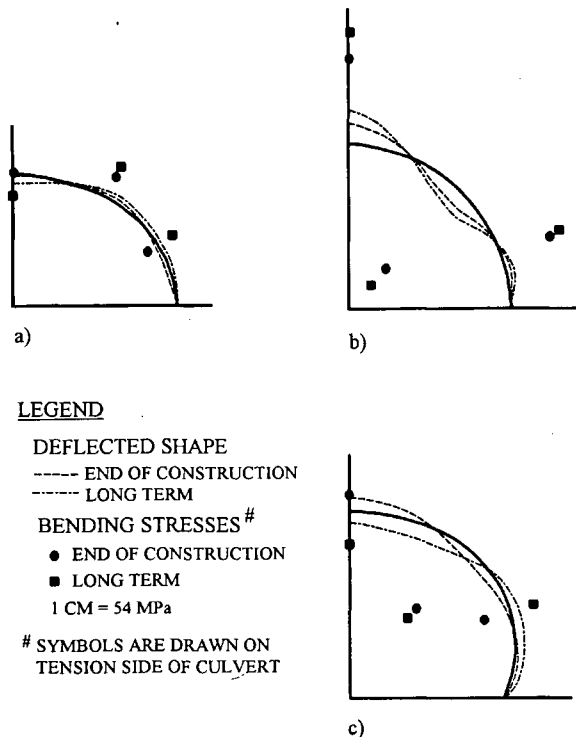 a)
b)
LEGEND
DEFLECTED SHAPE
END OF CONSTRUCTION
LONG TERM
BENDING STRESSES #
END OF CONSTRUCTION
LONG TERM
1 CM = 54 MPa
# SYMBOLS ARE DRAWN ON
TENSION SIDE OF CULVERT
c)